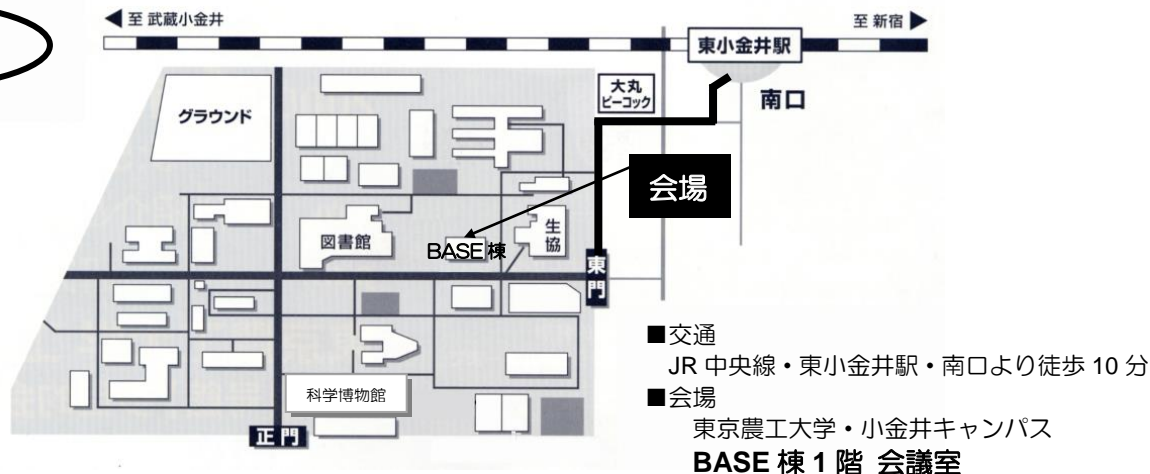 ◀ 至 武蔵小金井
至 新宿 ▶
東小金井駅
大丸
ピーコック
南口
グラウンド
会場
図書館
BASE 棟
生協
東門
科学博物館
正門
■交通
JR 中央線・東小金井駅・南口より徒歩 10 分
■会場
東京農工大学・小金井キャンパス
BASE 棟 1 階 会議室